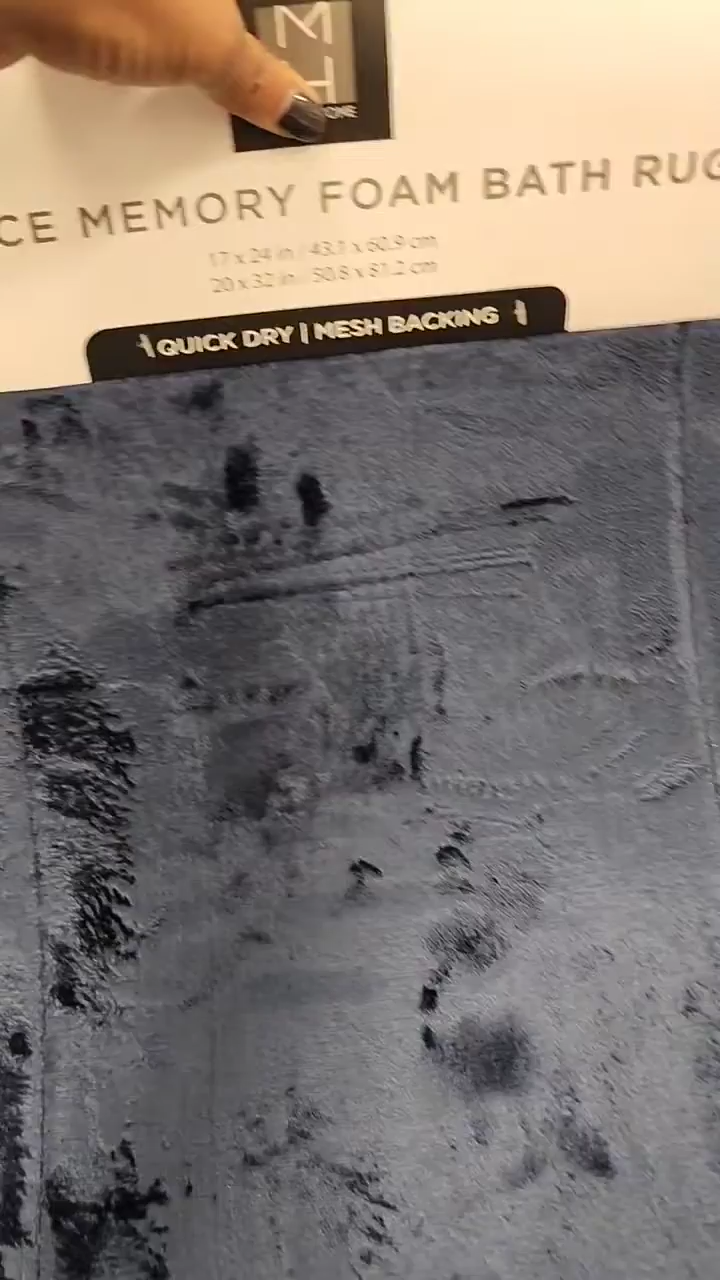 M
H
CE MEMORY FOAM BATH RUG
17 x 24 in / 43.1 x 60.9 cm
20 x 32 in / 50.8 x 81.2 cm
QUICK DRY | MESH BACKING